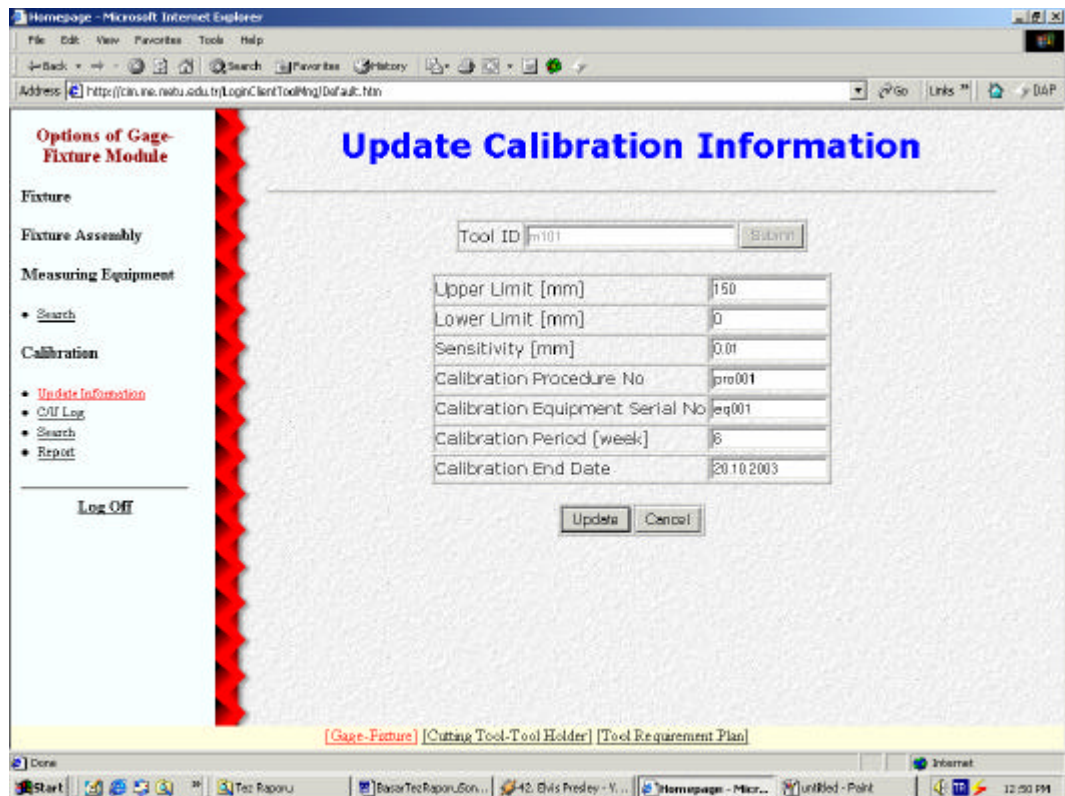 Homepage - Microsoft Internet Explorer
File Edit View Favorites Tools Help
Back Search Favorites History
Address http://cim.me.metu.edu.tr/LoginClientToolMng/Default.htm Go Links » DAP
Options of Gage-
Fixture Module
Fixture
Fixture Assembly
Measuring Equipment
Search
Calibration
Update Information
C/U Log
Search
Report
Log Off
Update Calibration Information
Tool ID m101 Submit
Upper Limit [mm] 150
Lower Limit [mm] 0
Sensitivity [mm] 0.01
Calibration Procedure No pro001
Calibration Equipment Serial No eq001
Calibration Period [week] 6
Calibration End Date 20.10.2003
Update Cancel
[Gage-Fixture] [Cutting Tool-Tool Holder] [Tool Requirement Plan]
Done Internet
Start » Tez Raporu BasarTezRaporuSon... 42. Elvis Presley - Y... Homepage - Micr... untitled - Paint 12:50 PM